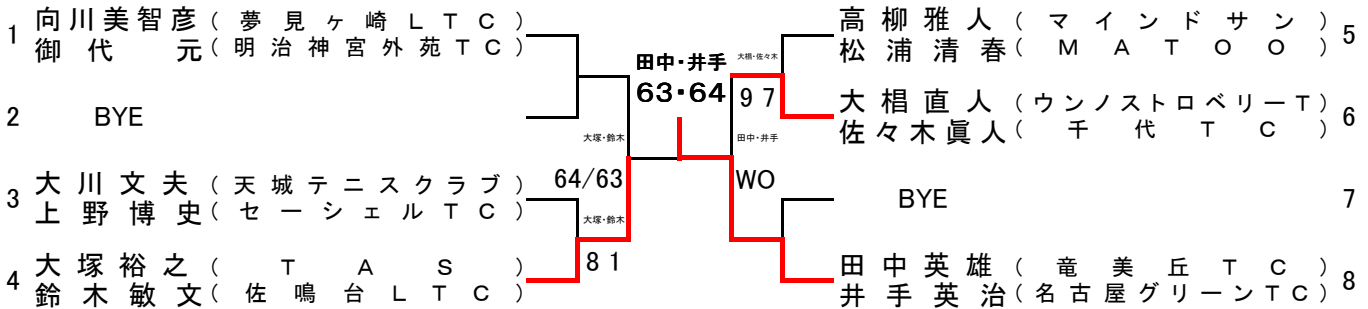 1 向川美智彦 (夢見ヶ崎LTC)
御代 元 (明治神宮外苑TC)
2 BYE
3 大川文夫 (天城テニスクラブ)
上野博史 (セーシェルTC)
4 大塚裕之 (TAS)
鈴木敏文 (佐鳴台LTC)
大塚・鈴木
64/63
大塚・鈴木
81
田中・井手
63・64
大椙・佐々木
97
田中・井手
WO
高柳雅人 (マインドサン) 5
松浦清春 (MATOO)
大椙直人 (ウンノストロベリーT) 6
佐々木眞人 (千代TC)
BYE 7
田中英雄 (竜美丘TC) 8
井手英治 (名古屋グリーンTC)